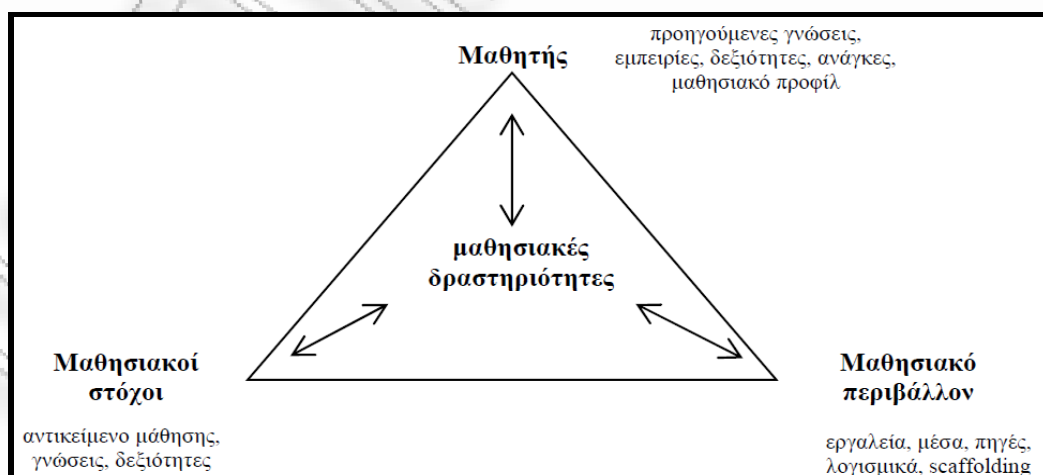 Μαθητής
προηγούμενες γνώσεις,
εμπειρίες, δεξιότητες, ανάγκες,
μαθησιακό προφίλ
μαθησιακές
δραστηριότητες
Μαθησιακοί
στόχοι
αντικείμενο μάθησης,
γνώσεις, δεξιότητες
Μαθησιακό
περιβάλλον
εργαλεία, μέσα, πηγές,
λογισμικά, scaffolding